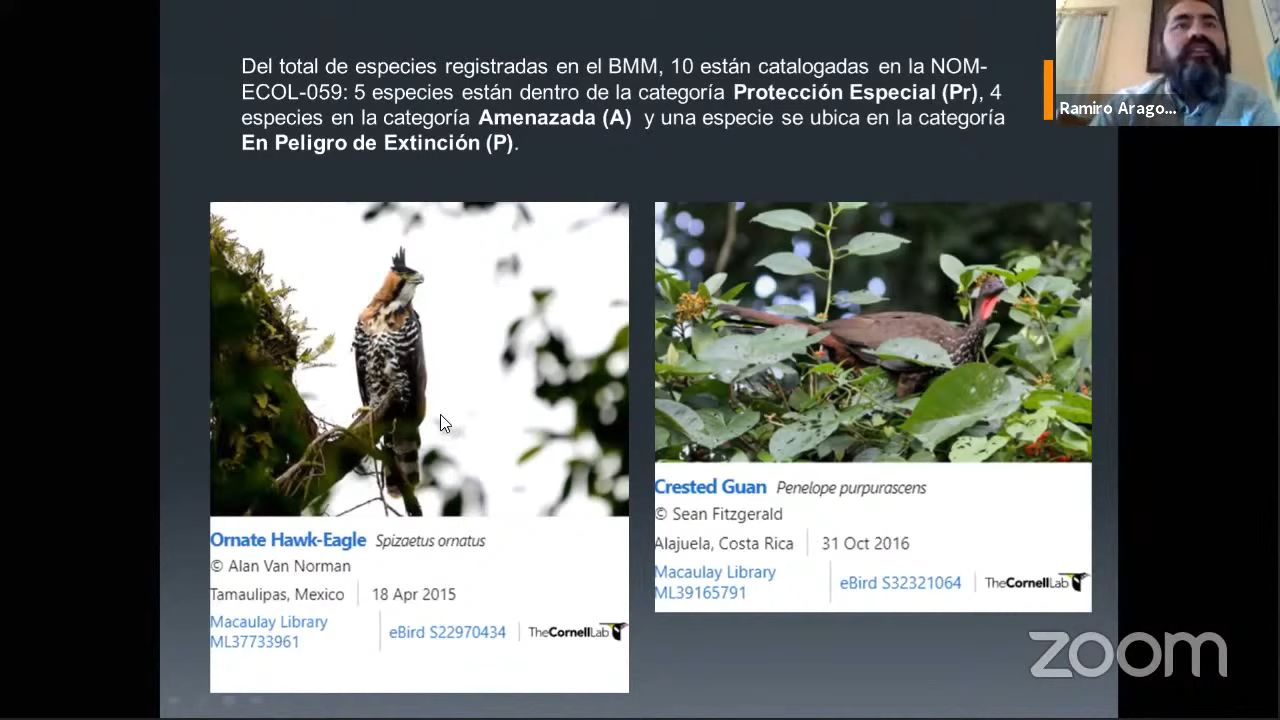 Del total de especies registradas en el BMM, 10 están catalogadas en la NOM-
ECOL-059: 5 especies están dentro de la categoría Protección Especial (Pr), 4
especies en la categoría Amenazada (A) y una especie se ubica en la categoría
En Peligro de Extinción (P).
Ramiro Arago...
Ornate Hawk-Eagle Spizaetus ornatus
© Alan Van Norman
Tamaulipas, Mexico 18 Apr 2015
Macaulay Library
ML37733961
eBird S22970434
TheCornellLab
Crested Guan Penelope purpurascens
© Sean Fitzgerald
Alajuela, Costa Rica 31 Oct 2016
Macaulay Library
ML39165791
eBird S32321064
TheCornellLab
zoom